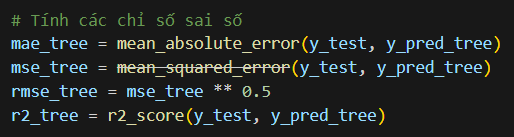 # Tính các chỉ số sai số
mae_tree = mean_absolute_error(y_test, y_pred_tree)
mse_tree = mean_squared_error(y_test, y_pred_tree)
rmse_tree = mse_tree ** 0.5
r2_tree = r2_score(y_test, y_pred_tree)